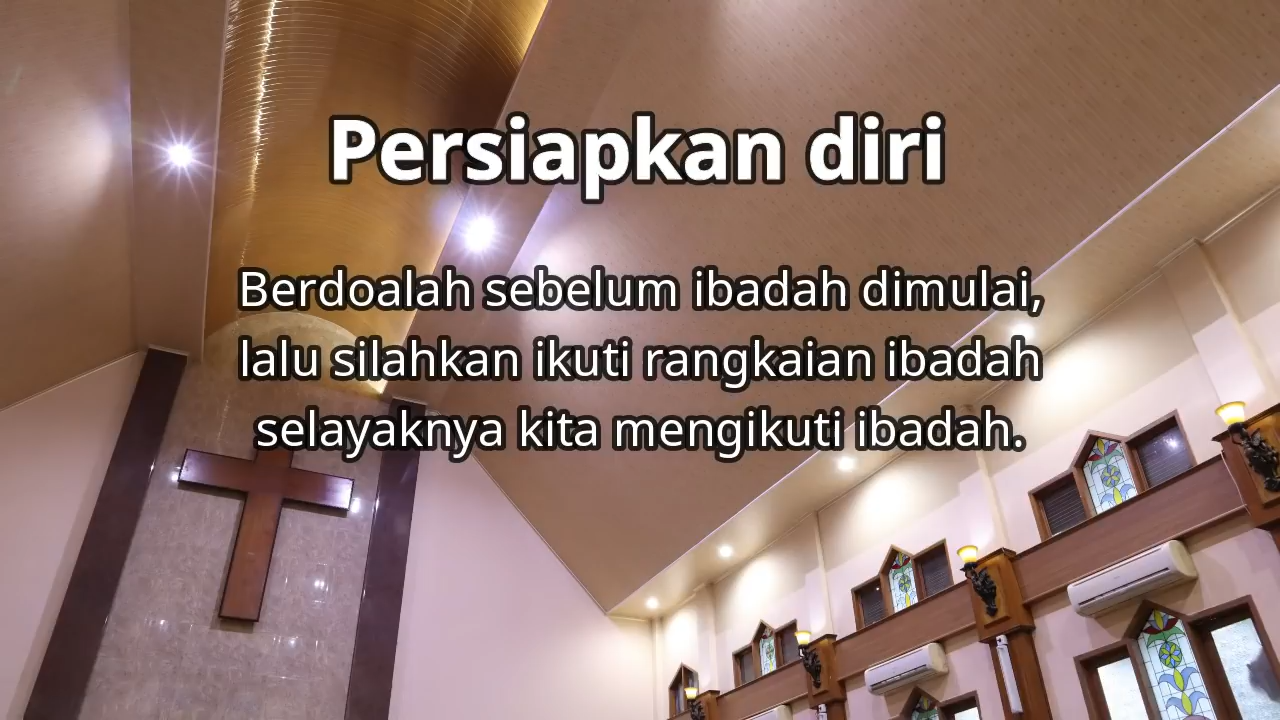 Persiapkan diri
Berdoalah sebelum ibadah dimulai,
lalu silahkan ikuti rangkaian ibadah
selayaknya kita mengikuti ibadah.